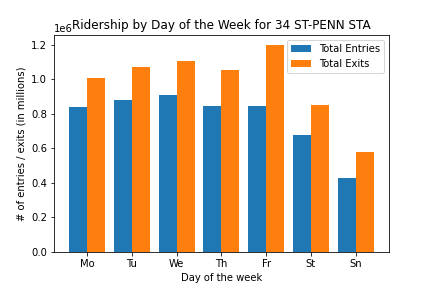 Ridership by Day of the Week for 34 ST-PENN STA
1e6
Total Entries
Total Exits
1.2
1.0
0.8
0.6
0.4
0.2
0.0
# of entries / exits (in millions)
Mo Tu We Th Fr St Sn
Day of the week